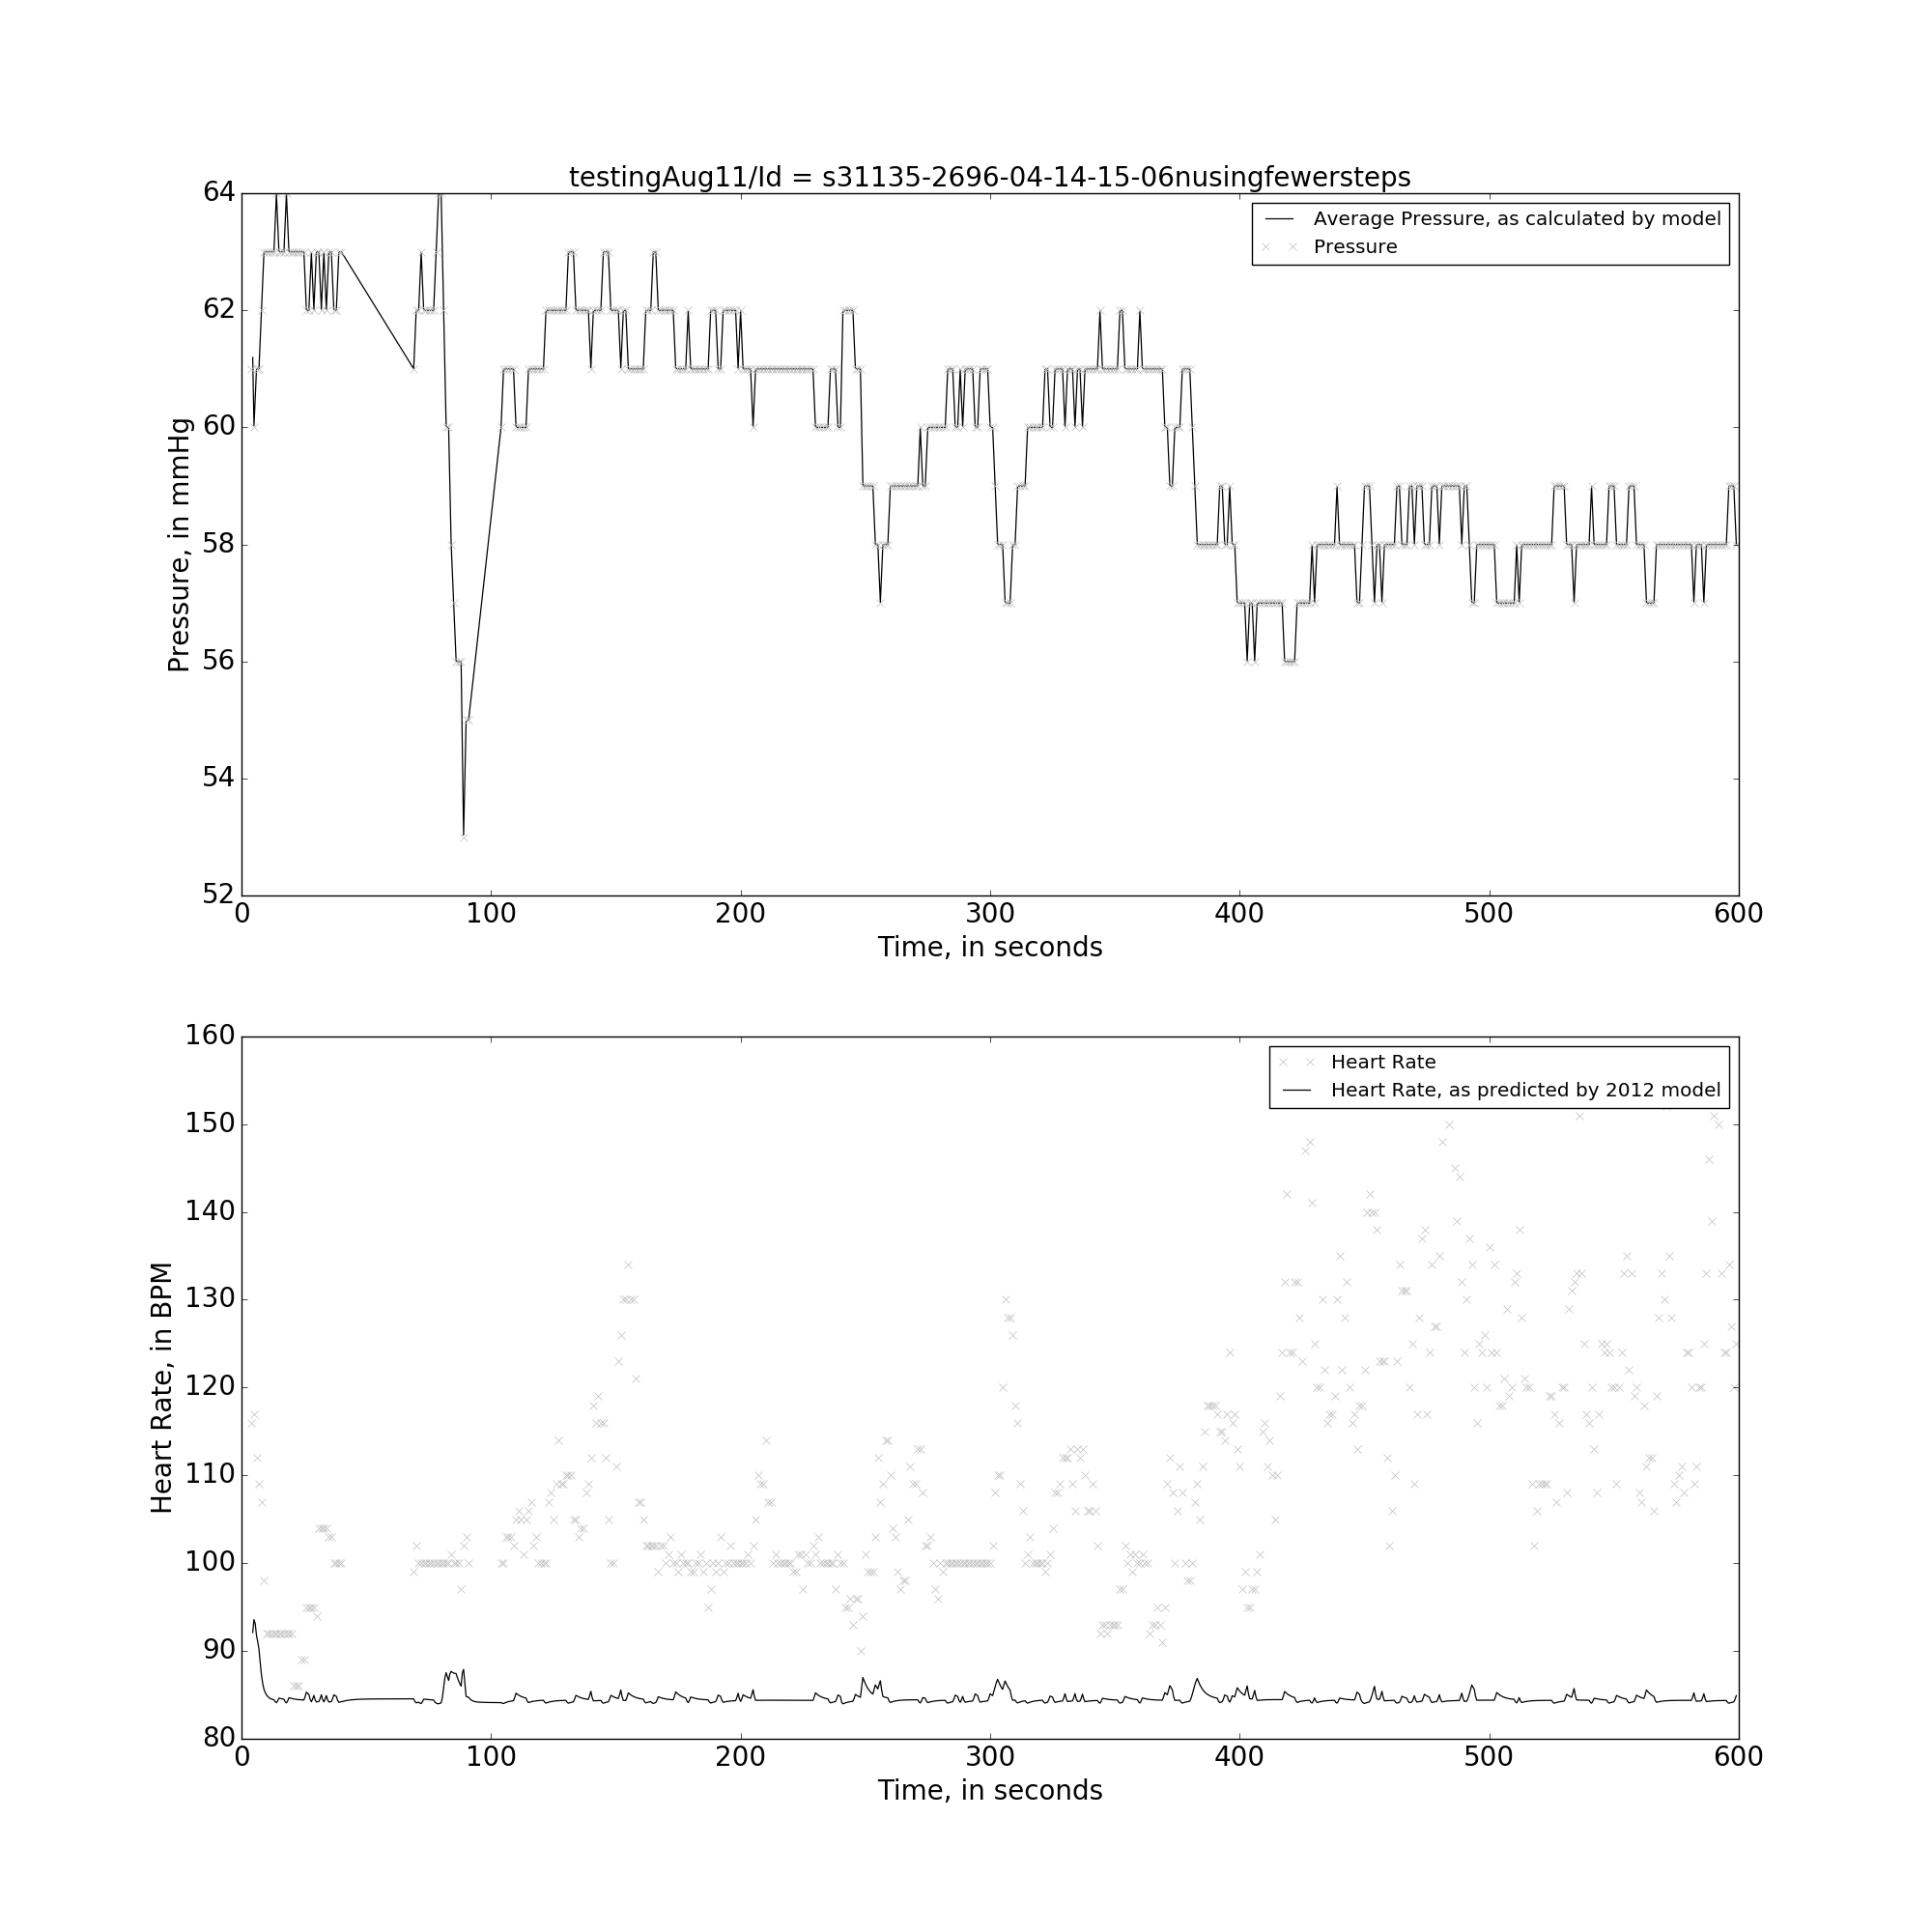 testingAug11/Id = s31135-2696-04-14-15-06nusingfewersteps
Average Pressure, as calculated by model
Pressure
64
62
60
58
56
54
52
Pressure, in mmHg
0 100 200 300 400 500 600
Time, in seconds
Heart Rate
Heart Rate, as predicted by 2012 model
160
150
140
130
120
110
100
90
80
Heart Rate, in BPM
0 100 200 300 400 500 600
Time, in seconds